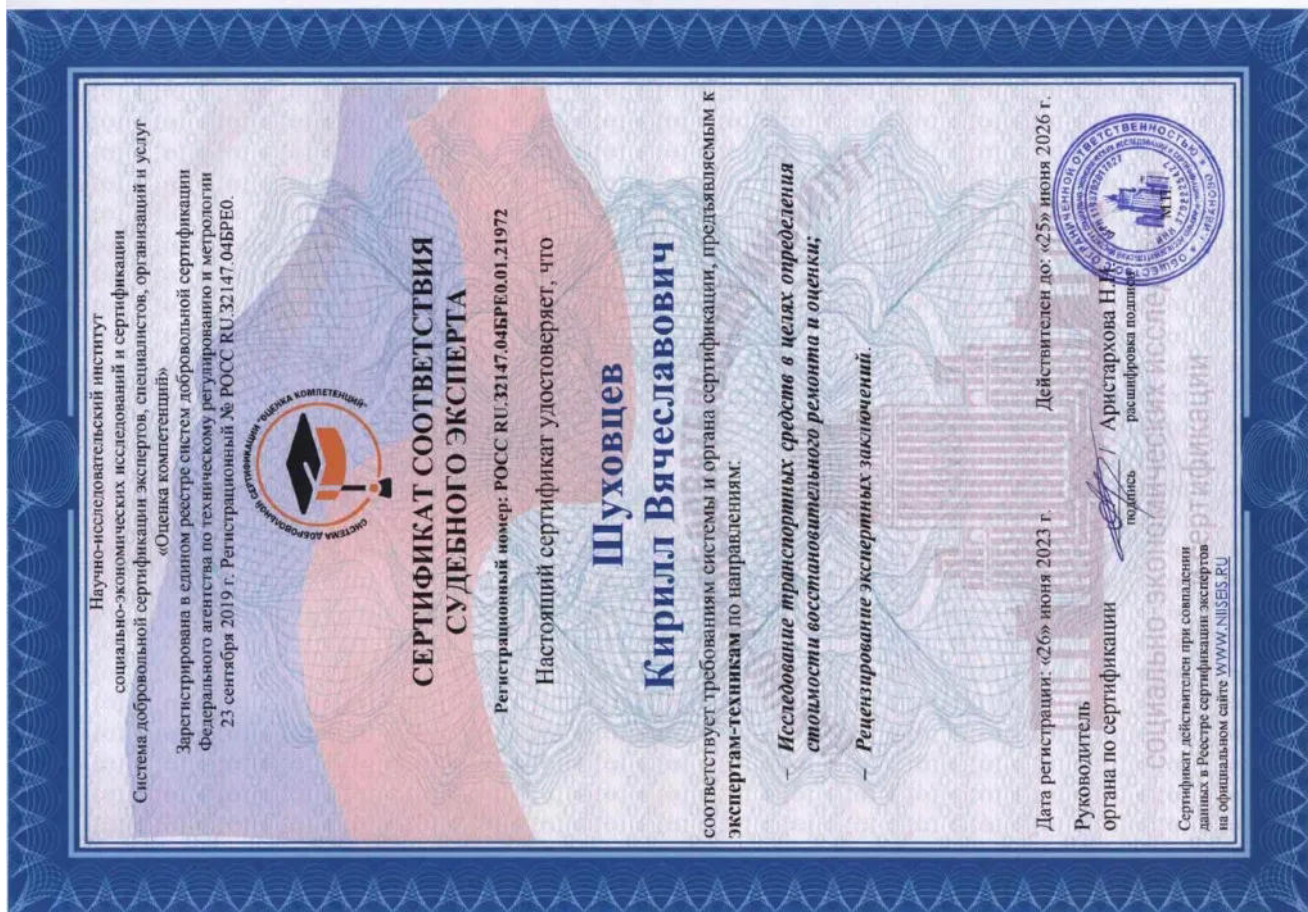 Научно-исследовательский институт
социально-экономических исследований и сертификации
Система добровольной сертификации экспертов, специалистов, организаций и услуг
«Оценка компетенций»
Зарегистрирована в едином реестре систем добровольной сертификации
Федерального агентства по техническому регулированию и метрологии
23 сентября 2019 г. Регистрационный № РОСС RU.32147.04БРЕ0.
СИСТЕМА ДОБРОВОЛЬНОЙ СЕРТИФИКАЦИИ "ОЦЕНКА КОМПЕТЕНЦИЙ"
СЕРТИФИКАТ СООТВЕТСТВИЯ
СУДЕБНОГО ЭКСПЕРТА
Регистрационный номер: РОСС RU.32147.04БРЕ0.01.21972
Настоящий сертификат удостоверяет, что
Шуховцев
Кирилл Вячеславович
соответствует требованиям системы и органа сертификации, предъявляемым к
экспертам-техникам по направлениям:
– Исследование транспортных средств в целях определения
стоимости восстановительного ремонта и оценки;
– Рецензирование экспертных заключений.
Дата регистрации: «26» июня 2023 г. Действителен до: «25» июня 2026 г.
Руководитель
органа по сертификации / Аристархова Н.
подпись расшифровка подписи
М.П.
Сертификат действителен при совпадении
данных в Реестре сертификации экспертов
на официальном сайте WWW.NIISEIS.RU